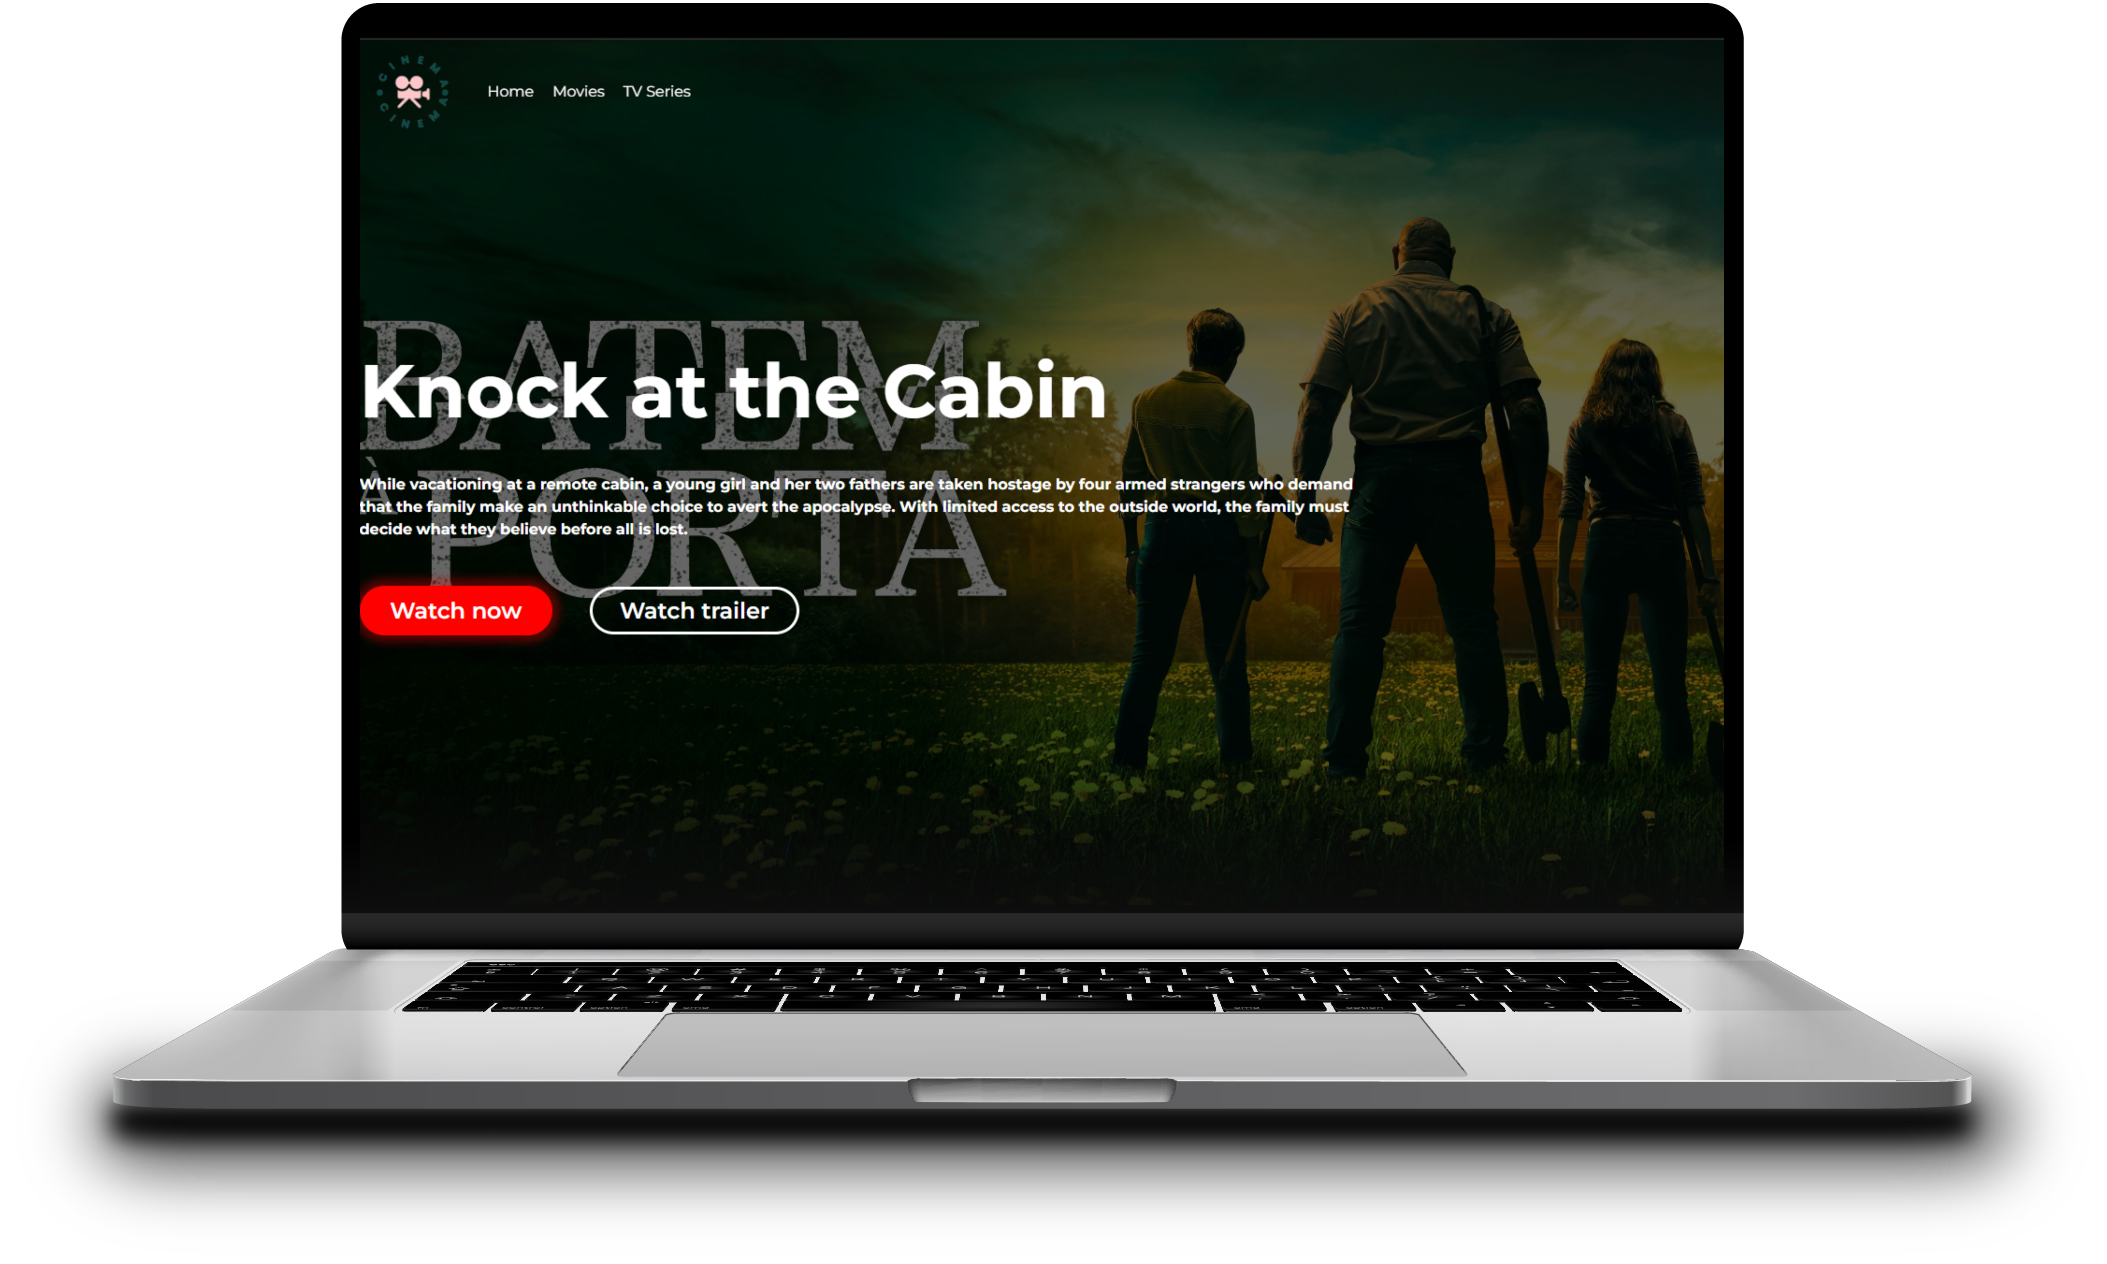 CINEMA
CINEMA
Home Movies TV Series
BATEM
Knock at the Cabin
À PORTA
While vacationing at a remote cabin, a young girl and her two fathers are taken hostage by four armed strangers who demand
that the family make an unthinkable choice to avert the apocalypse. With limited access to the outside world, the family must
decide what they believe before all is lost.
Watch now Watch trailer